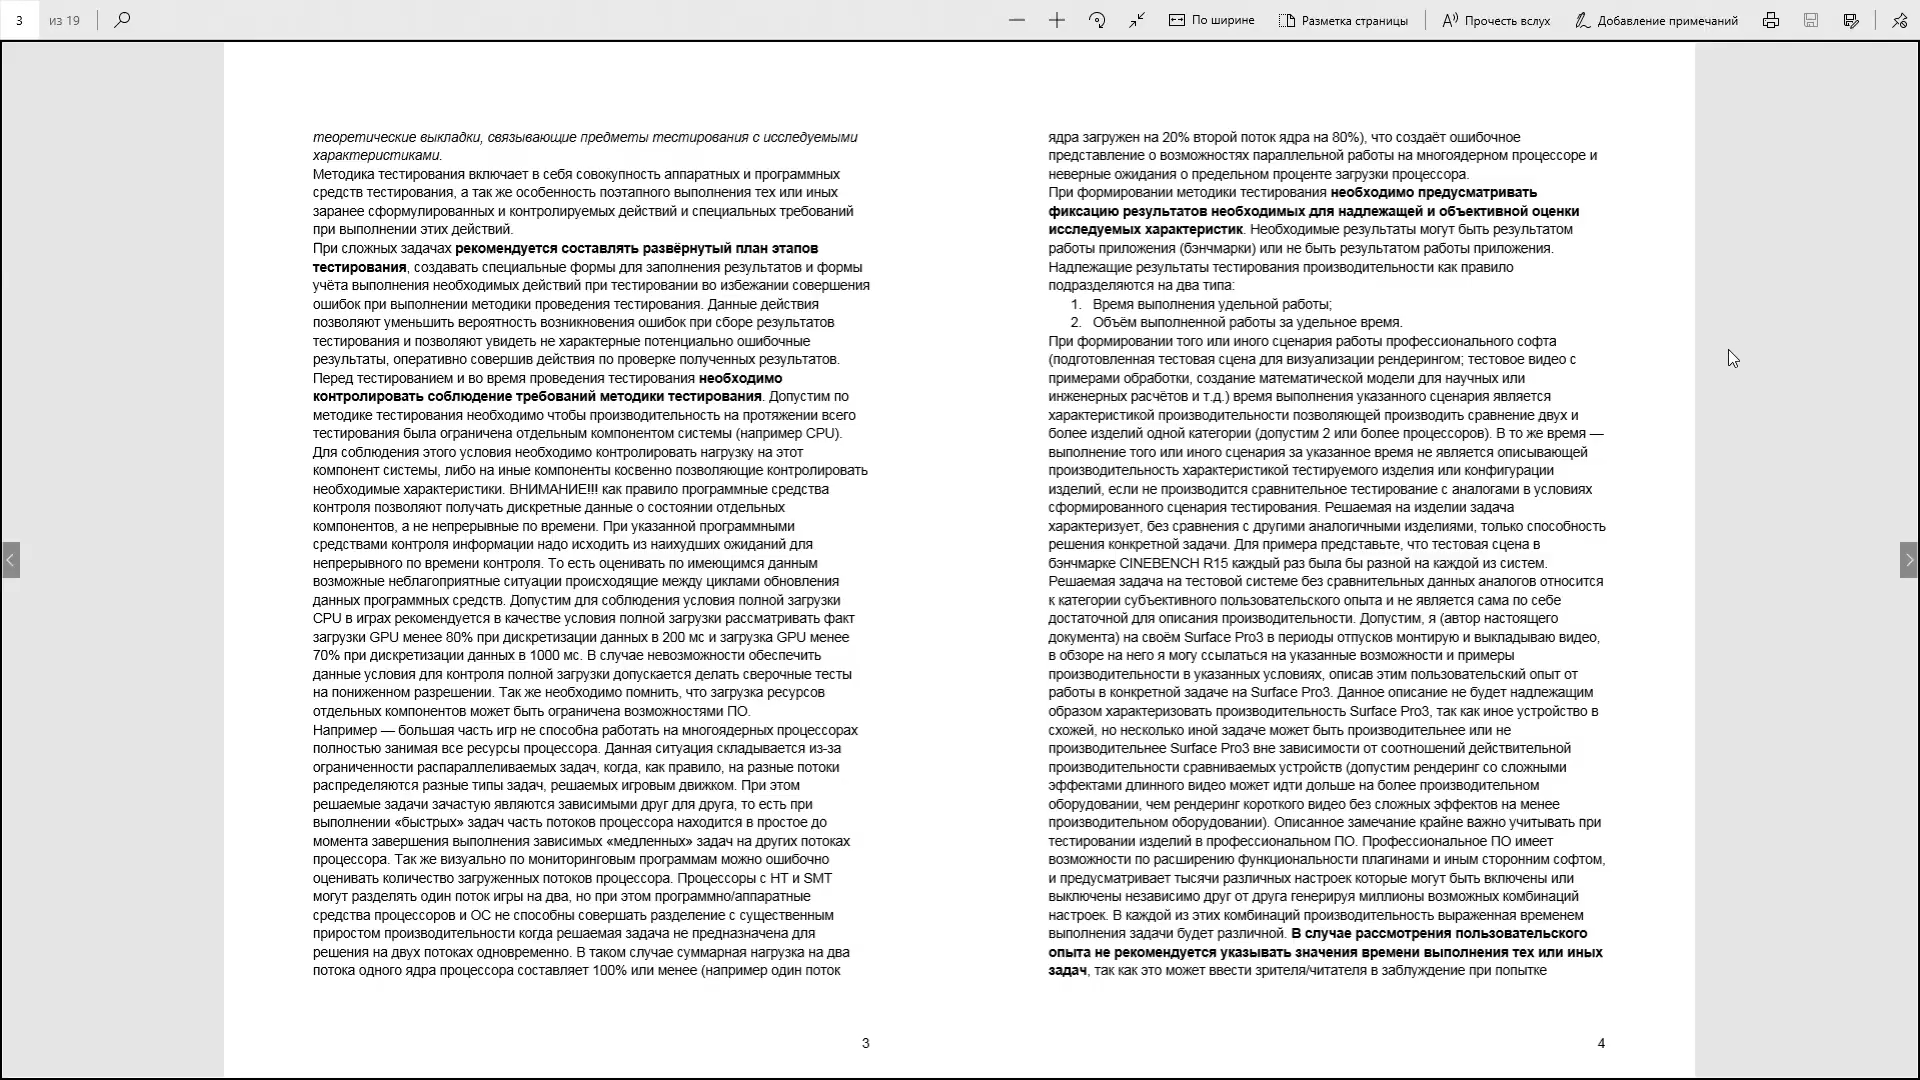 3 из 19 По ширине Разметка страницы Прочесть вслух Добавление примечаний
теоретические выкладки, связывающие предметы тестирования с исследуемыми
характеристиками.
Методика тестирования включает в себя совокупность аппаратных и программных
средств тестирования, а так же особенность поэтапного выполнения тех или иных
заранее сформулированных и контролируемых действий и специальных требований
при выполнении этих действий.
При сложных задачах рекомендуется составлять развёрнутый план этапов
тестирования, создавать специальные формы для заполнения результатов и формы
учёта выполнения необходимых действий при тестировании во избежании совершения
ошибок при выполнении методики проведения тестирования. Данные действия
позволяют уменьшить вероятность возникновения ошибок при сборе результатов
тестирования и позволяют увидеть не характерные потенциально ошибочные
результаты, оперативно совершив действия по проверке полученных результатов.
Перед тестированием и во время проведения тестирования необходимо
контролировать соблюдение требований методики тестирования. Допустим по
методике тестирования необходимо чтобы производительность на протяжении всего
тестирования была ограничена отдельным компонентом системы (например CPU).
Для соблюдения этого условия необходимо контролировать нагрузку на этот
компонент системы, либо на иные компоненты косвенно позволяющие контролировать
необходимые характеристики. ВНИМАНИЕ!!! как правило программные средства
контроля позволяют получать дискретные данные о состоянии отдельных
компонентов, а не непрерывные по времени. При указанной программными
средствами контроля информации надо исходить из наихудших ожиданий для
непрерывного по времени контроля. То есть оценивать по имеющимся данным
возможные неблагоприятные ситуации происходящие между циклами обновления
данных программных средств. Допустим для соблюдения условия полной загрузки
CPU в играх рекомендуется в качестве условия полной загрузки рассматривать факт
загрузки GPU менее 80% при дискретизации данных в 200 мс и загрузка GPU менее
70% при дискретизации данных в 1000 мс. В случае невозможности обеспечить
данные условия для контроля полной загрузки допускается делать сверочные тесты
на пониженном разрешении. Так же необходимо помнить, что загрузка ресурсов
отдельных компонентов может быть ограничена возможностями ПО.
Например — большая часть игр не способна работать на многоядерных процессорах
полностью занимая все ресурсы процессора. Данная ситуация складывается из-за
ограниченности распараллеливаемых задач, когда, как правило, на разные потоки
распределяются разные типы задач, решаемых игровым движком. При этом
решаемые задачи зачастую являются зависимыми друг для друга, то есть при
выполнении «быстрых» задач часть потоков процессора находится в простое до
момента завершения выполнения зависимых «медленных» задач на других потоках
процессора. Так же визуально по мониторинговым программам можно ошибочно
оценивать количество загруженных потоков процессора. Процессоры с HT и SMT
могут разделять один поток игры на два, но при этом программно/аппаратные
средства процессоров и ОС не способны совершать разделение с существенным
приростом производительности когда решаемая задача не предназначена для
решения на двух потоках одновременно. В таком случае суммарная нагрузка на два
потока одного ядра процессора составляет 100% или менее (например один поток
3
ядра загружен на 20% второй поток ядра на 80%), что создаёт ошибочное
представление о возможностях параллельной работы на многоядерном процессоре и
неверные ожидания о предельном проценте загрузки процессора.
При формировании методики тестирования необходимо предусматривать
фиксацию результатов необходимых для надлежащей и объективной оценки
исследуемых характеристик. Необходимые результаты могут быть результатом
работы приложения (бэнчмарки) или не быть результатом работы приложения.
Надлежащие результаты тестирования производительности как правило
подразделяются на два типа:
1. Время выполнения удельной работы;
2. Объём выполненной работы за удельное время.
При формировании того или иного сценария работы профессионального софта
(подготовленная тестовая сцена для визуализации рендерингом; тестовое видео с
примерами обработки, создание математической модели для научных или
инженерных расчётов и т.д.) время выполнения указанного сценария является
характеристикой производительности позволяющей производить сравнение двух и
более изделий одной категории (допустим 2 или более процессоров). В то же время —
выполнение того или иного сценария за указанное время не является описывающей
производительность характеристикой тестируемого изделия или конфигурации
изделий, если не производится сравнительное тестирование с аналогами в условиях
сформированного сценария тестирования. Решаемая на изделии задача
характеризует, без сравнения с другими аналогичными изделиями, только способность
решения конкретной задачи. Для примера представьте, что тестовая сцена в
бэнчмарке CINEBENCH R15 каждый раз была бы разной на каждой из систем.
Решаемая задача на тестовой системе без сравнительных данных аналогов относится
к категории субъективного пользовательского опыта и не является сама по себе
достаточной для описания производительности. Допустим, я (автор настоящего
документа) на своём Surface Pro3 в периоды отпусков монтирую и выкладываю видео,
в обзоре на него я могу ссылаться на указанные возможности и примеры
производительности в указанных условиях, описав этим пользовательский опыт от
работы в конкретной задаче на Surface Pro3. Данное описание не будет надлежащим
образом характеризовать производительность Surface Pro3, так как иное устройство в
схожей, но несколько иной задаче может быть производительнее или не
производительнее Surface Pro3 вне зависимости от соотношений действительной
производительности сравниваемых устройств (допустим рендеринг со сложными
эффектами длинного видео может идти дольше на более производительном
оборудовании, чем рендеринг короткого видео без сложных эффектов на менее
производительном оборудовании). Описанное замечание крайне важно учитывать при
тестировании изделий в профессиональном ПО. Профессиональное ПО имеет
возможности по расширению функциональности плагинами и иным сторонним софтом,
и предусматривает тысячи различных настроек которые могут быть включены или
выключены независимо друг от друга генерируя миллионы возможных комбинаций
настроек. В каждой из этих комбинаций производительность выраженная временем
выполнения задачи будет различной. В случае рассмотрения пользовательского
опыта не рекомендуется указывать значения времени выполнения тех или иных
задач, так как это может ввести зрителя/читателя в заблуждение при попытке
4